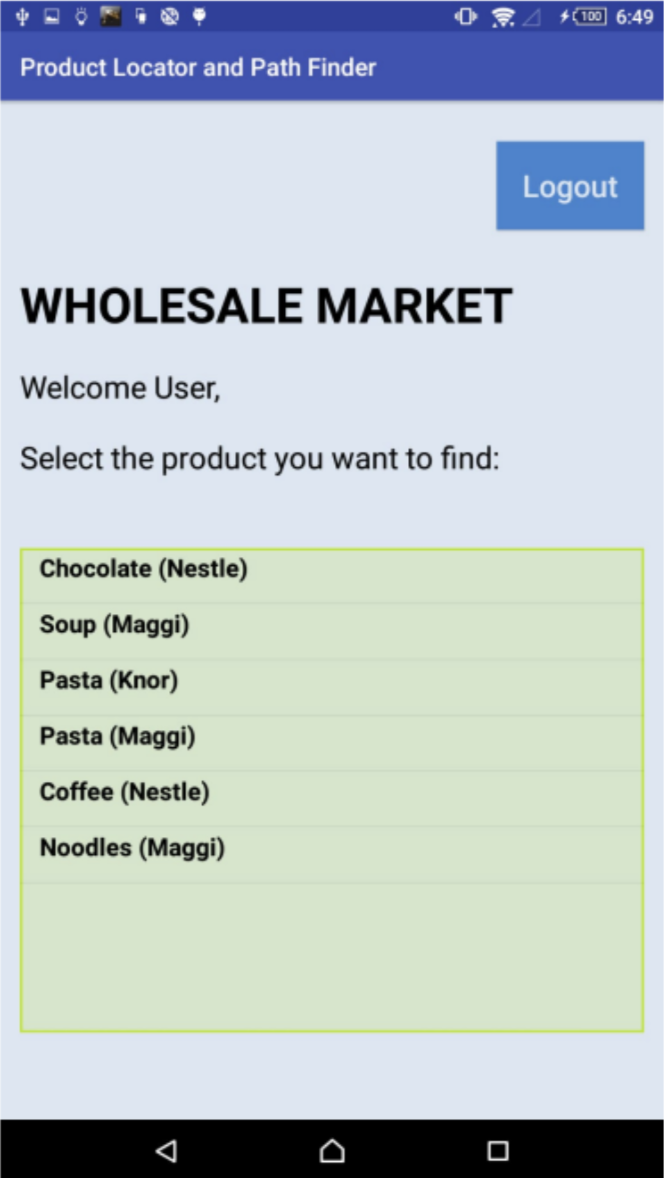 100 6:49
Product Locator and Path Finder
Logout
WHOLESALE MARKET
Welcome User,
Select the product you want to find:
Chocolate (Nestle)
Soup (Maggi)
Pasta (Knor)
Pasta (Maggi)
Coffee (Nestle)
Noodles (Maggi)